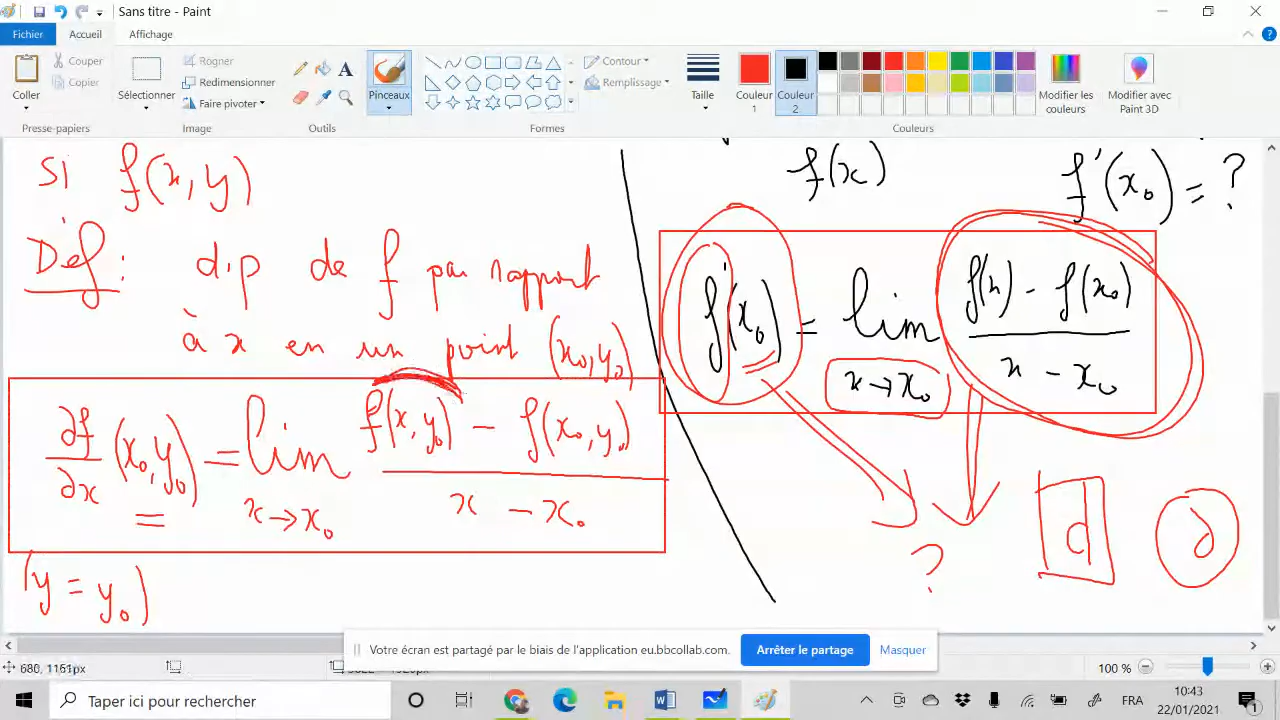 Sans titre - Paint
Fichier Accueil Affichage
Coller
Couper
Copier
Presse-papiers
Sélectionner
Rogner
Redimensionner
Faire pivoter
Image
A
Outils
Pinceaux
Contour
Remplissage
Formes
Taille
Couleur 1
Couleur 2
Couleurs
Modifier les couleurs
Modifier avec Paint 3D
si f(x,y)
Déf : d.p de f par rapport
à x en un point (x₀,y₀)
∂f/∂x (x₀,y₀) = lim x→x₀ (f(x,y₀) - f(x₀,y₀))/(x - x₀)
(y = y₀)
f(x) f'(x₀) = ?
f'(x₀) = lim x→x₀ (f(x) - f(x₀))/(x - x₀)
?
d ∂
Votre écran est partagé par le biais de l'application eu.bbcollab.com. Arrêter le partage Masquer
680, 1161px
100 %
Taper ici pour rechercher
FRA
10:43
22/01/2021